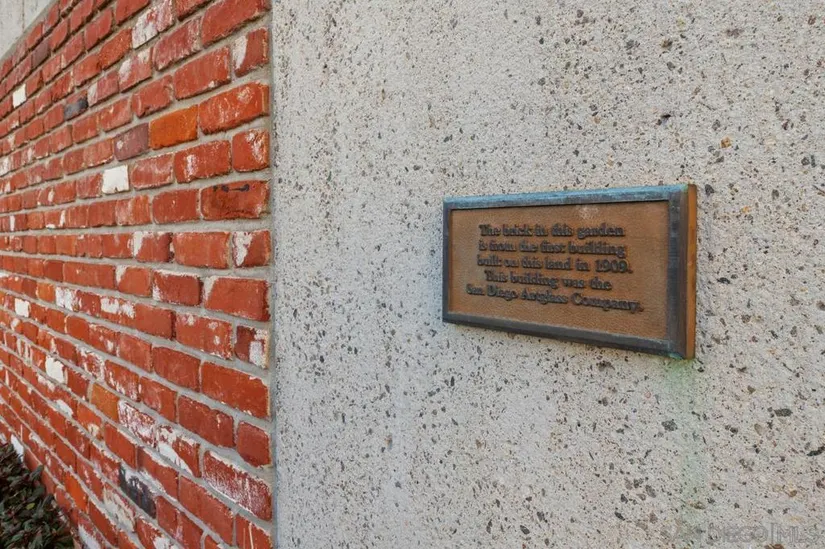 The brick in this garden
is from the first building
built on this land in 1909.
This building was the
San Diego Artglass Company.